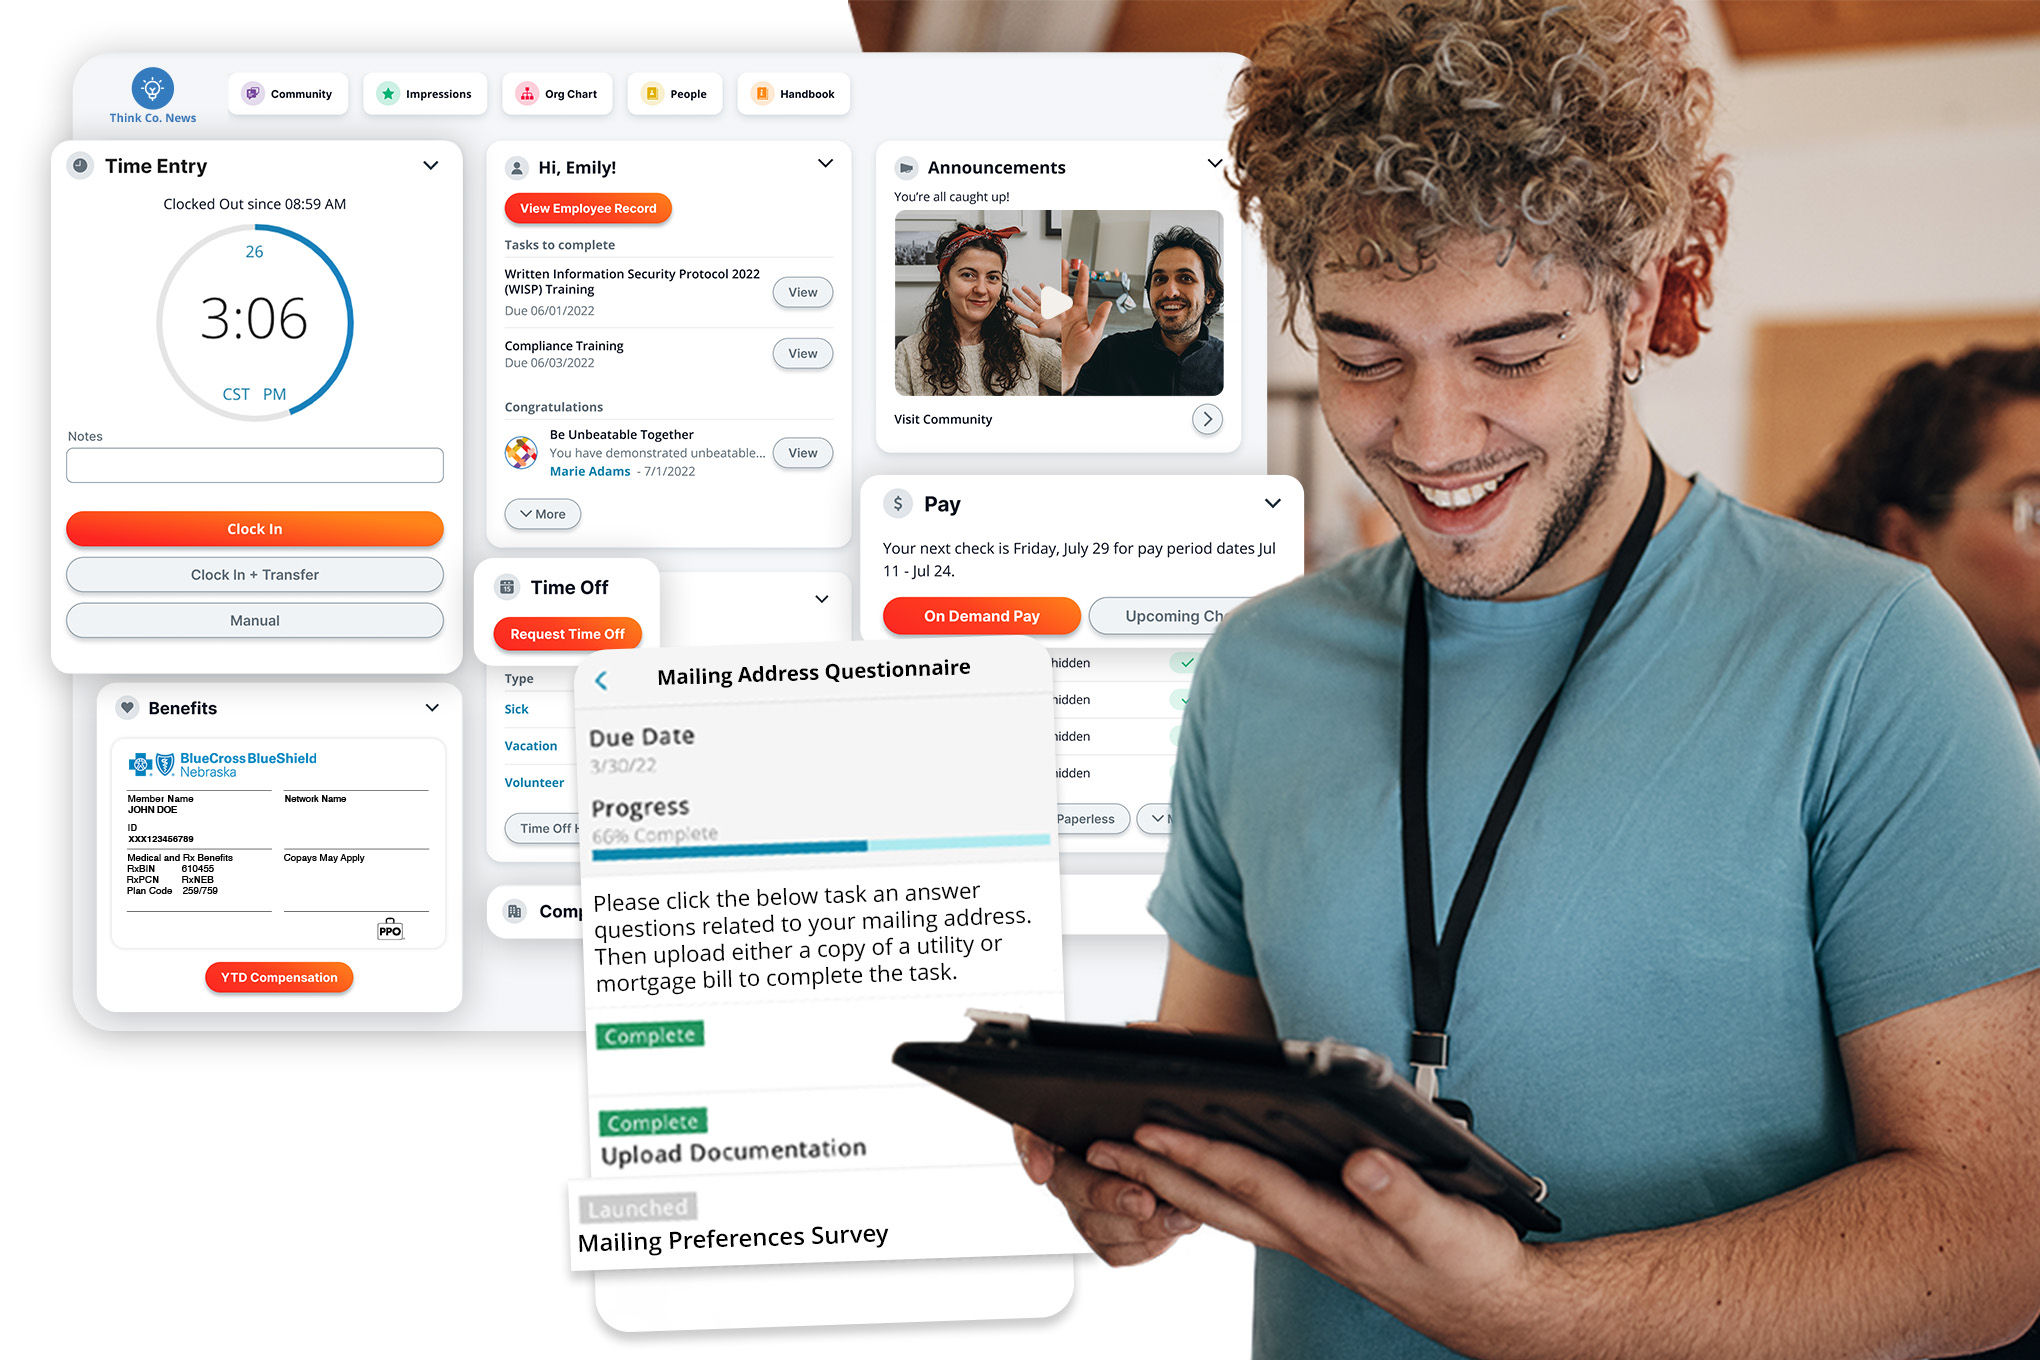 Think Co. News
Community
Impressions
Org Chart
People
Handbook
Time Entry
Clocked Out since 08:59 AM
26
3:06
CST PM
Notes
Clock In
Clock In + Transfer
Manual
Hi, Emily!
View Employee Record
Tasks to complete
Written Information Security Protocol 2022
(WISP) Training
View
Due 06/01/2022
Compliance Training
View
Due 06/03/2022
Congratulations
Be Unbeatable Together
You have demonstrated unbeatable...
View
Marie Adams - 7/1/2022
More
Announcements
You're all caught up!
Visit Community
$ Pay
Your next check is Friday, July 29 for pay period dates Jul
11 - Jul 24.
On Demand Pay
Upcoming Che
hidden
hidden
hidden
hidden
Paperless
Time Off
Request Time Off
Type
Sick
Vacation
Volunteer
Time Off H
Comp
Benefits
BlueCross BlueShield
Nebraska
Member Name
JOHN DOE
Network Name
ID
XXX123456789
Medical and Rx Benefits
Copays May Apply
RxBIN 610455
RxPCN RxNEB
Plan Code 259/759
PPO
YTD Compensation
Mailing Address Questionnaire
Due Date
3/30/22
Progress
66% Complete
Please click the below task an answer
questions related to your mailing address.
Then upload either a copy of a utility or
mortgage bill to complete the task.
Complete
Complete
Upload Documentation
Launched
Mailing Preferences Survey